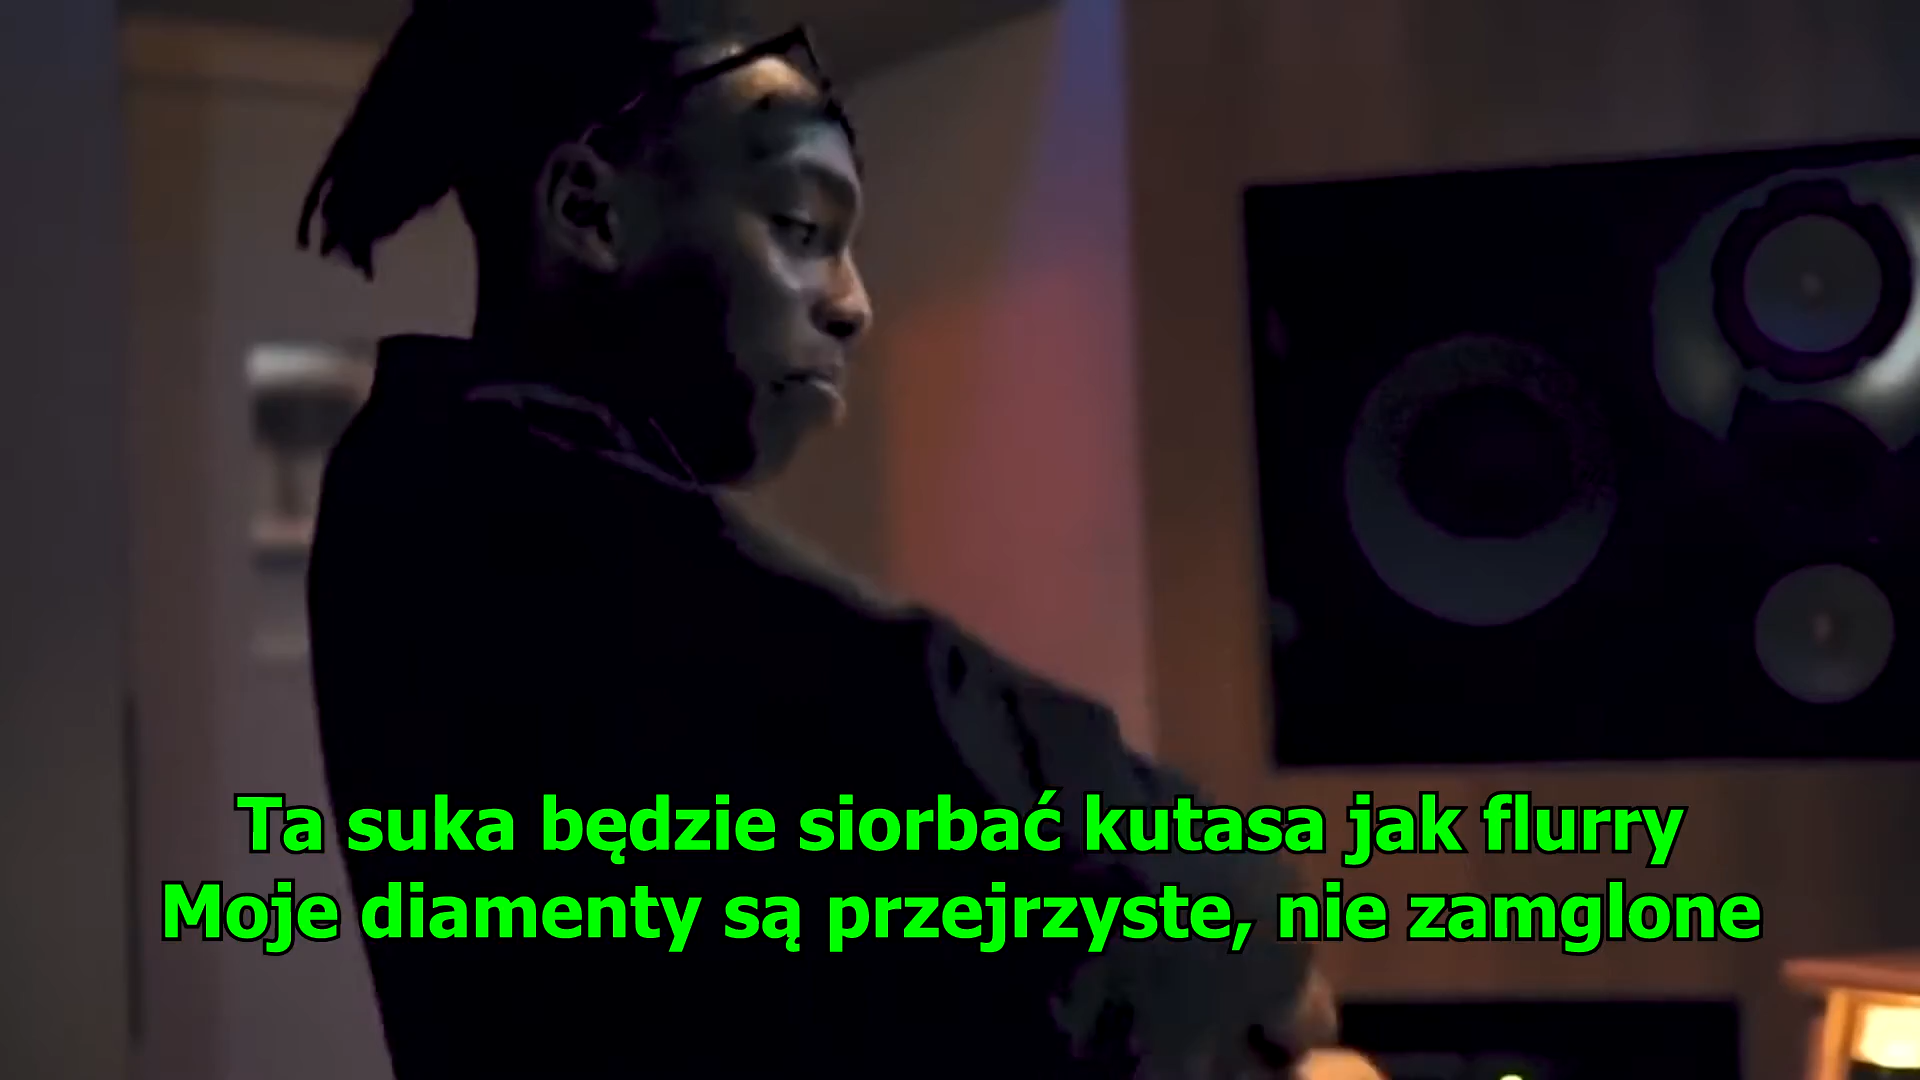 Ta suka będzie siorbać kutasa jak flurry
Moje diamenty są przejrzyste, nie zamglone